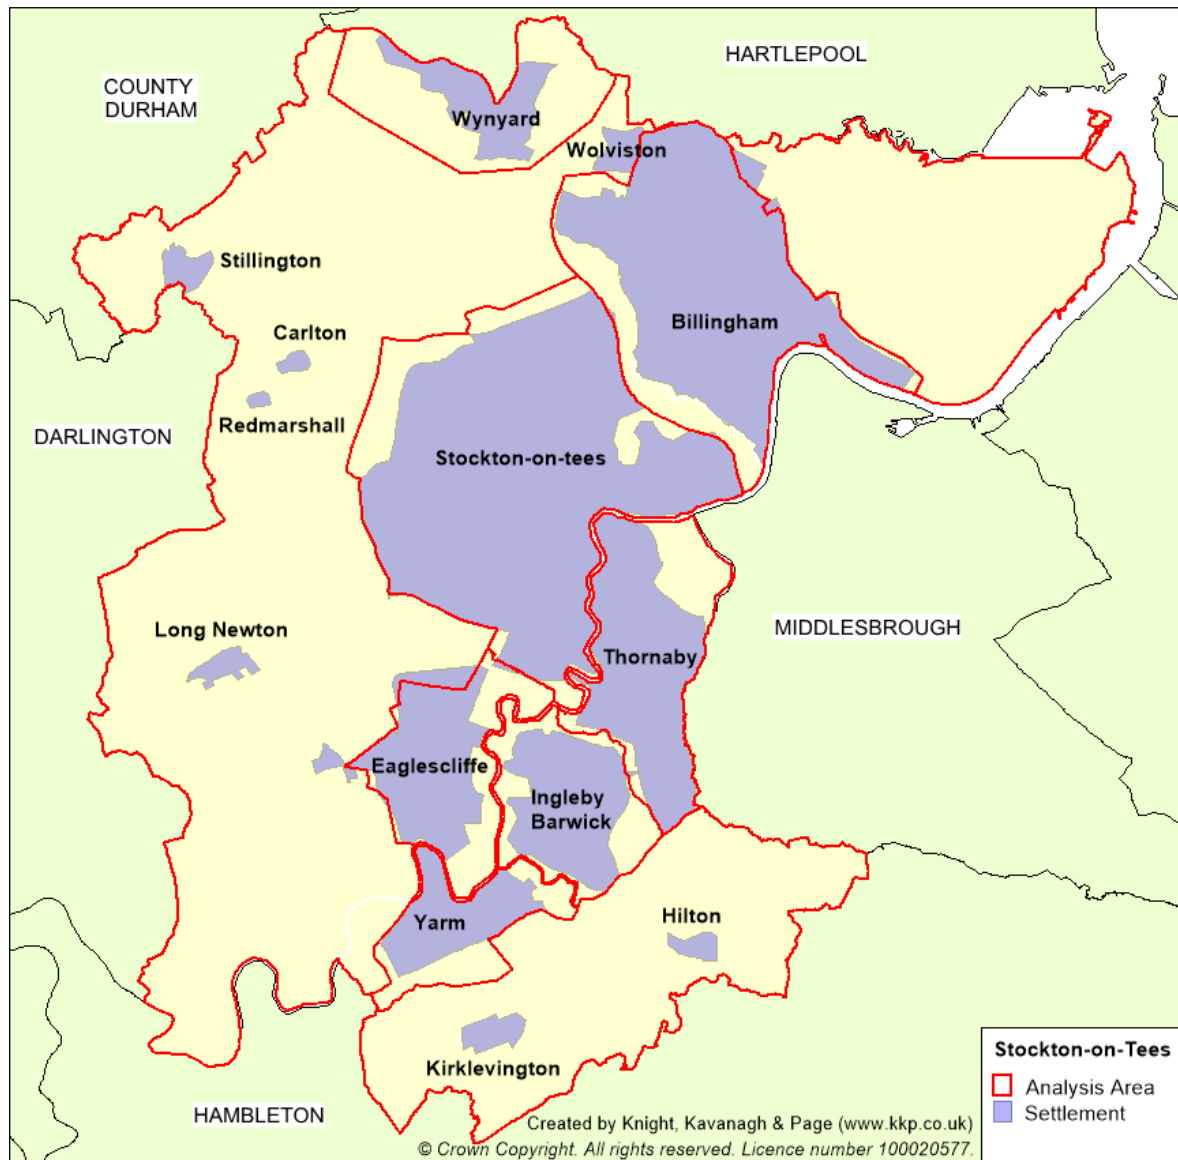 HARTLEPOOL
COUNTY
DURHAM
Wynyard
Wolviston
Stillington
Billingham
Carlton
Redmarshall
DARLINGTON
Stockton-on-tees
Long Newton
MIDDLESBROUGH
Thornaby
Eaglescliffe
Ingleby
Barwick
Hilton
Yarm
Kirklevington
HAMBLETON
Stockton-on-Tees
Analysis Area
Settlement
Created by Knight, Kavanagh & Page (www.kkp.co.uk)
© Crown Copyright. All rights reserved. Licence number 100020577.